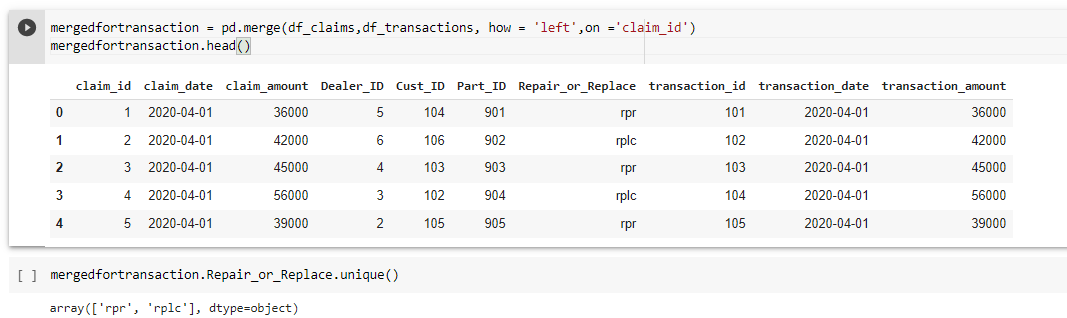 mergedfortransaction = pd.merge(df_claims,df_transactions, how = 'left',on ='claim_id')
mergedfortransaction.head()
claim_id claim_date claim_amount Dealer_ID Cust_ID Part_ID Repair_or_Replace transaction_id transaction_date transaction_amount
0 1 2020-04-01 36000 5 104 901 rpr 101 2020-04-01 36000
1 2 2020-04-01 42000 6 106 902 rplc 102 2020-04-01 42000
2 3 2020-04-01 45000 4 103 903 rpr 103 2020-04-01 45000
3 4 2020-04-01 56000 3 102 904 rplc 104 2020-04-01 56000
4 5 2020-04-01 39000 2 105 905 rpr 105 2020-04-01 39000
[ ] mergedfortransaction.Repair_or_Replace.unique()
array(['rpr', 'rplc'], dtype=object)